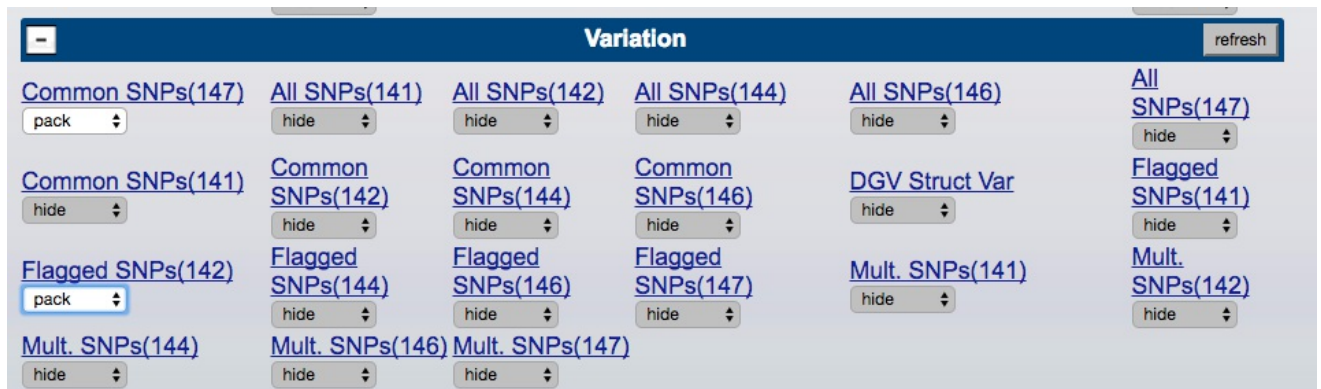 − Variation refresh
Common SNPs(147) All SNPs(141) All SNPs(142) All SNPs(144) All SNPs(146) All
SNPs(147)
pack hide hide hide hide hide
Common SNPs(141) Common Common Common DGV Struct Var Flagged
SNPs(142) SNPs(144) SNPs(146) SNPs(141)
hide hide hide hide hide hide
Flagged SNPs(142) Flagged Flagged Flagged Mult. SNPs(141) Mult.
SNPs(144) SNPs(146) SNPs(147) SNPs(142)
pack hide hide hide hide hide
Mult. SNPs(144) Mult. SNPs(146) Mult. SNPs(147)
hide hide hide